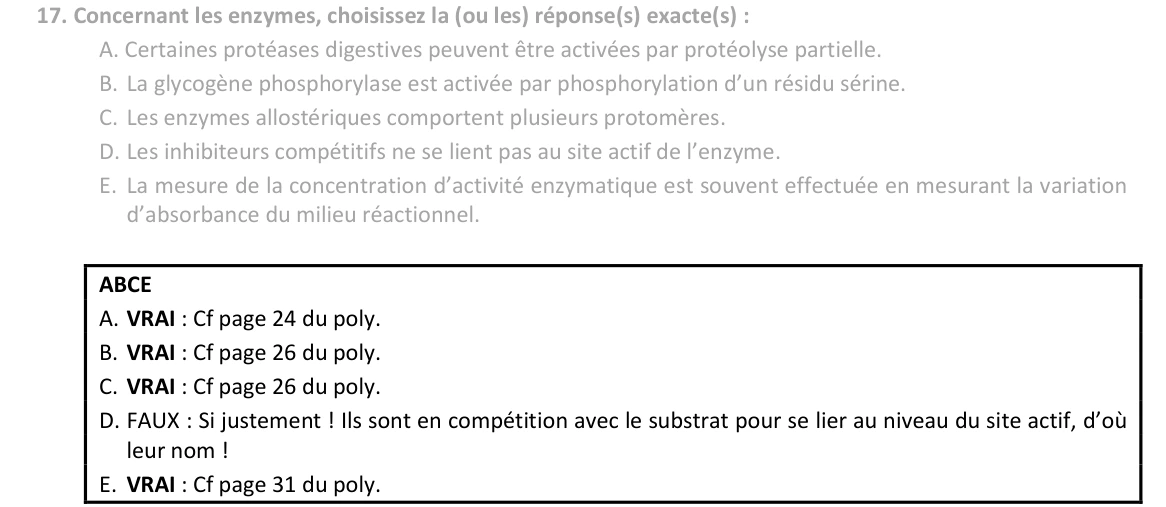 17. Concernant les enzymes, choisissez la (ou les) réponse(s) exacte(s) :
A. Certaines protéases digestives peuvent être activées par protéolyse partielle.
B. La glycogène phosphorylase est activée par phosphorylation d’un résidu sérine.
C. Les enzymes allostériques comportent plusieurs protomères.
D. Les inhibiteurs compétitifs ne se lient pas au site actif de l’enzyme.
E. La mesure de la concentration d’activité enzymatique est souvent effectuée en mesurant la variation
d’absorbance du milieu réactionnel.
ABCE
A. VRAI : Cf page 24 du poly.
B. VRAI : Cf page 26 du poly.
C. VRAI : Cf page 26 du poly.
D. FAUX : Si justement ! Ils sont en compétition avec le substrat pour se lier au niveau du site actif, d’où
leur nom !
E. VRAI : Cf page 31 du poly.